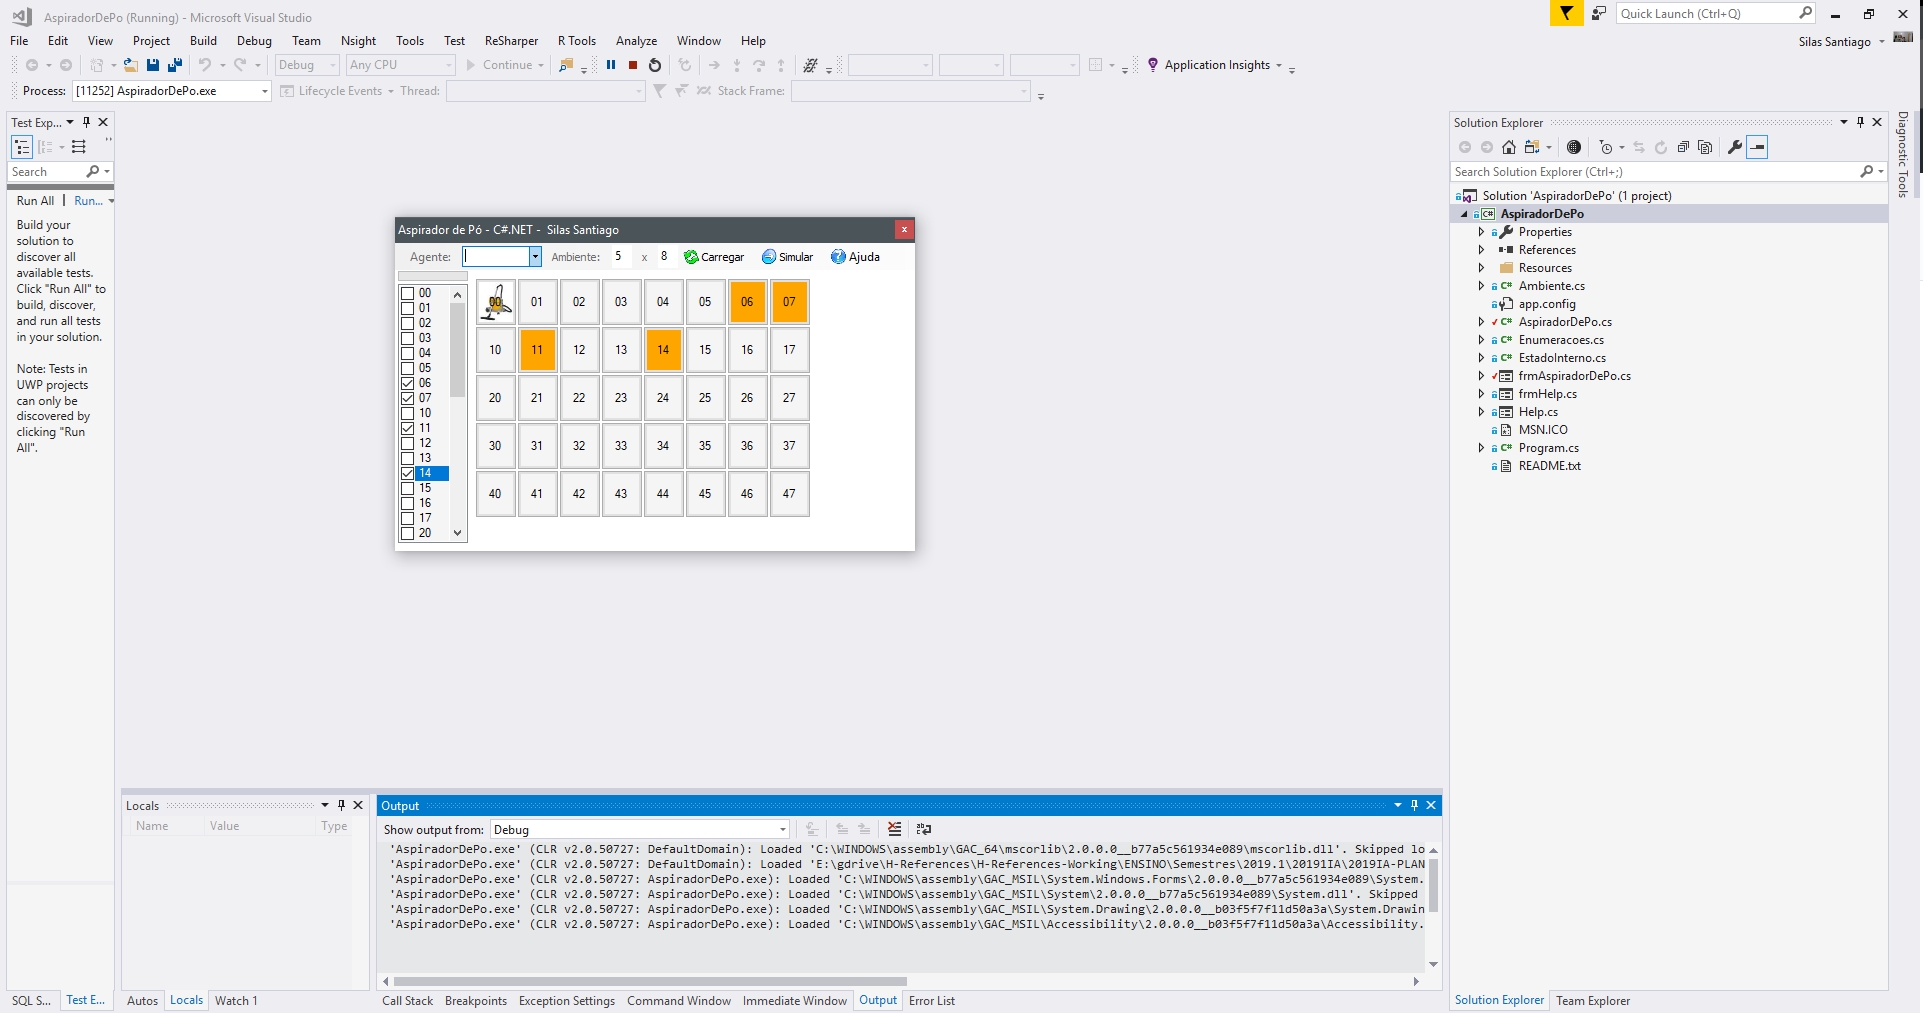 AspiradorDePo (Running) - Microsoft Visual Studio
Quick Launch (Ctrl+Q)
File Edit View Project Build Debug Team Nsight Tools Test ReSharper R Tools Analyze Window Help
Silas Santiago
Debug Any CPU Continue Application Insights
Process: [11252] AspiradorDePo.exe Lifecycle Events Thread: Stack Frame:
Test Exp...
Search
Run All | Run...
Build your
solution to
discover all
available tests.
Click "Run All" to
build, discover,
and run all tests
in your solution.
Note: Tests in
UWP projects
can only be
discovered by
clicking "Run
All".
Aspirador de Pó - C#.NET - Silas Santiago
Agente: Ambiente: 5 x 8 Carregar Simular Ajuda
00
01
02
03
04
05
06
07
10
11
12
13
14
15
16
17
20
00 01 02 03 04 05 06 07
10 11 12 13 14 15 16 17
20 21 22 23 24 25 26 27
30 31 32 33 34 35 36 37
40 41 42 43 44 45 46 47
Solution Explorer
Search Solution Explorer (Ctrl+;)
Solution 'AspiradorDePo' (1 project)
AspiradorDePo
Properties
References
Resources
Ambiente.cs
app.config
AspiradorDePo.cs
Enumeracoes.cs
EstadoInterno.cs
frmAspiradorDePo.cs
frmHelp.cs
Help.cs
MSN.ICO
Program.cs
README.txt
Diagnostic Tools
Locals
Name Value Type
Output
Show output from: Debug
'AspiradorDePo.exe' (CLR v2.0.50727: DefaultDomain): Loaded 'C:\WINDOWS\assembly\GAC_64\mscorlib\2.0.0.0__b77a5c561934e089\mscorlib.dll'. Skipped lo
'AspiradorDePo.exe' (CLR v2.0.50727: DefaultDomain): Loaded 'E:\gdrive\H-References\H-References-Working\ENSINO\Semestres\2019.1\20191IA\2019IA-PLAN
'AspiradorDePo.exe' (CLR v2.0.50727: AspiradorDePo.exe): Loaded 'C:\WINDOWS\assembly\GAC_MSIL\System.Windows.Forms\2.0.0.0__b77a5c561934e089\System.
'AspiradorDePo.exe' (CLR v2.0.50727: AspiradorDePo.exe): Loaded 'C:\WINDOWS\assembly\GAC_MSIL\System\2.0.0.0__b77a5c561934e089\System.dll'. Skipped
'AspiradorDePo.exe' (CLR v2.0.50727: AspiradorDePo.exe): Loaded 'C:\WINDOWS\assembly\GAC_MSIL\System.Drawing\2.0.0.0__b03f5f7f11d50a3a\System.Drawin
'AspiradorDePo.exe' (CLR v2.0.50727: AspiradorDePo.exe): Loaded 'C:\WINDOWS\assembly\GAC_MSIL\Accessibility\2.0.0.0__b03f5f7f11d50a3a\Accessibility.
SQL S... Test E... Autos Locals Watch 1 Call Stack Breakpoints Exception Settings Command Window Immediate Window Output Error List Solution Explorer Team Explorer